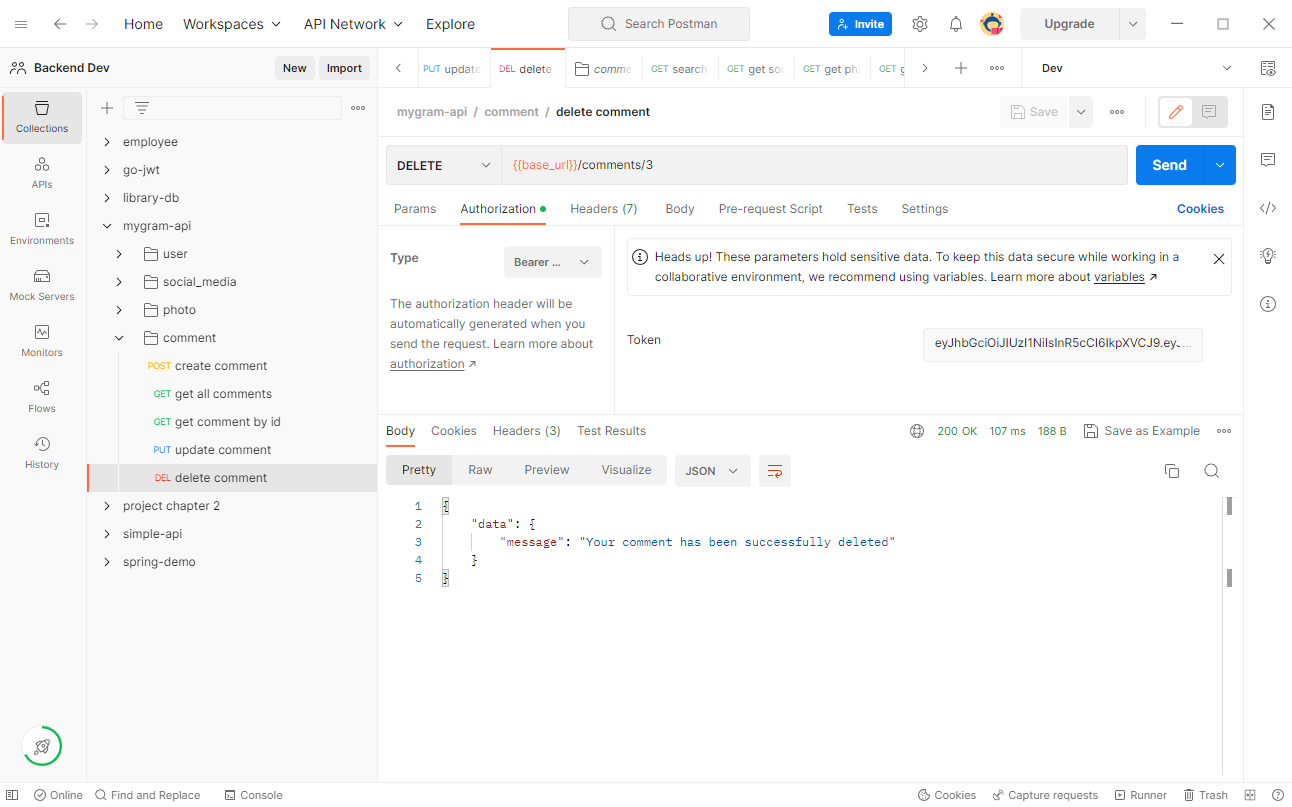 Home
Workspaces
API Network
Explore
Search Postman
Invite
Upgrade
Backend Dev
New
Import
PUT update
DEL delete
comme
GET search
GET get so
GET get ph
GET g
Dev
Collections
APIs
Environments
Mock Servers
Monitors
Flows
History
employee
go-jwt
library-db
mygram-api
user
social_media
photo
comment
POST create comment
GET get all comments
GET get comment by id
PUT update comment
DEL delete comment
project chapter 2
simple-api
spring-demo
mygram-api / comment / delete comment
Save
DELETE
{{base_url}}/comments/3
Send
Params
Authorization
Headers (7)
Body
Pre-request Script
Tests
Settings
Cookies
Type
Bearer ...
The authorization header will be
automatically generated when you
send the request. Learn more about
authorization ↗
Heads up! These parameters hold sensitive data. To keep this data secure while working in a
collaborative environment, we recommend using variables. Learn more about variables ↗
Token
Body
Cookies
Headers (3)
Test Results
200 OK
107 ms
188 B
Save as Example
Pretty
Raw
Preview
Visualize
JSON
1 {
2 "data": {
3 "message": "Your comment has been successfully deleted"
4 }
5 }
Online
Find and Replace
Console
Cookies
Capture requests
Runner
Trash